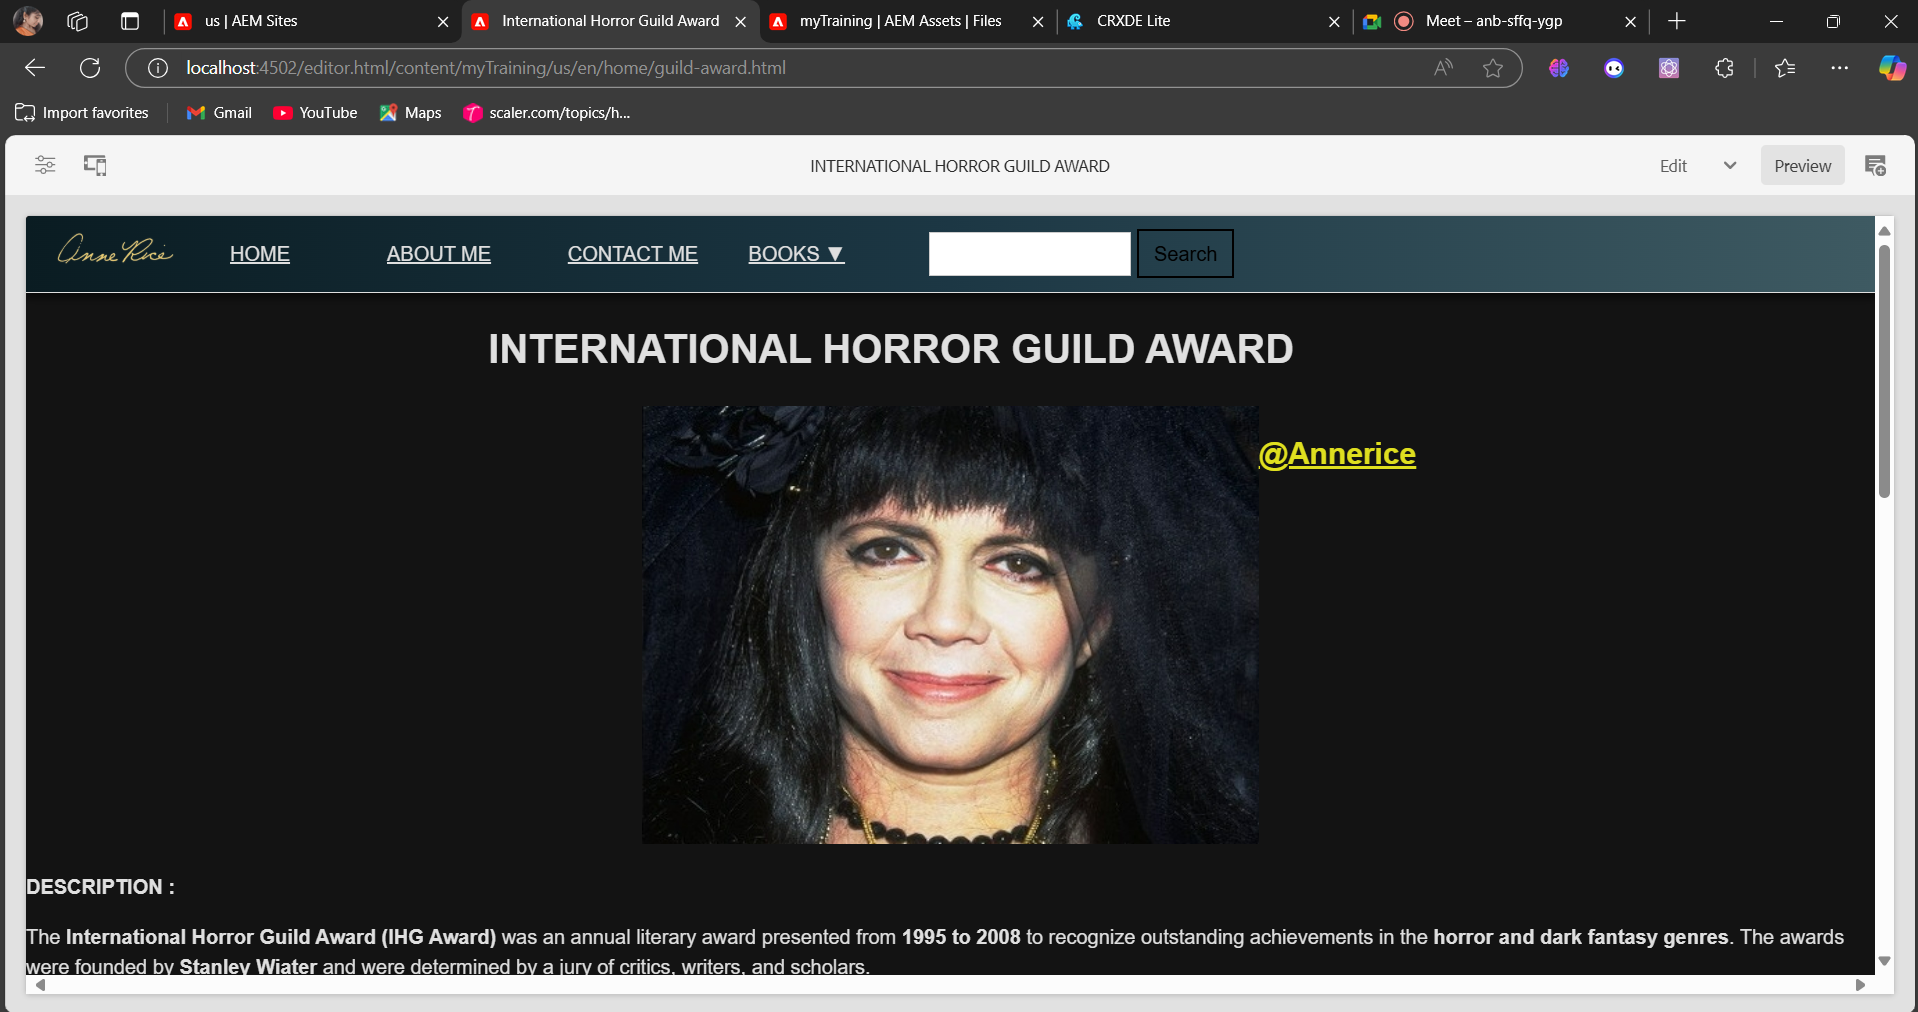 us | AEM Sites
International Horror Guild Award
myTraining | AEM Assets | Files
CRXDE Lite
Meet – anb-sffq-ygp
localhost:4502/editor.html/content/myTraining/us/en/home/guild-award.html
Import favorites
Gmail
YouTube
Maps
scaler.com/topics/h...
INTERNATIONAL HORROR GUILD AWARD
Edit
Preview
Anne Rice
HOME
ABOUT ME
CONTACT ME
BOOKS ▼
Search
INTERNATIONAL HORROR GUILD AWARD
@Annerice
DESCRIPTION :
The International Horror Guild Award (IHG Award) was an annual literary award presented from 1995 to 2008 to recognize outstanding achievements in the horror and dark fantasy genres. The awards
were founded by Stanley Wiater and were determined by a jury of critics, writers, and scholars.